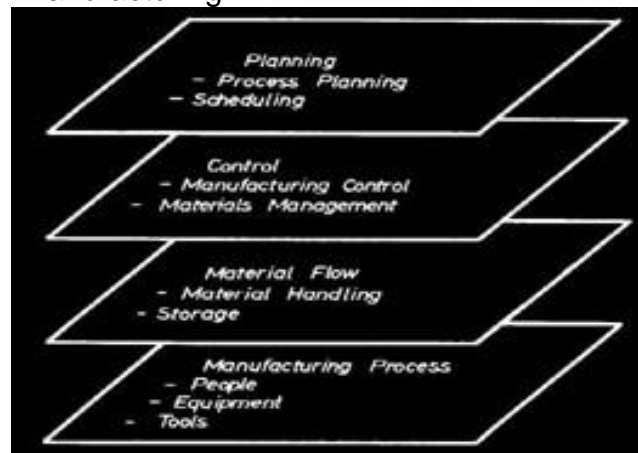 Planning
- Process Planning
- Scheduling
Control
- Manufacturing Control
- Materials Management
Material Flow
- Material Handling
- Storage
Manufacturing Process
- People
- Equipment
- Tools